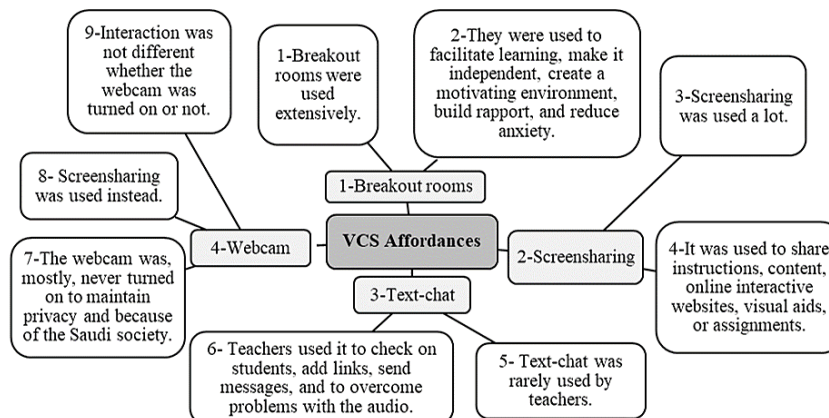 9-Interaction was
not different
whether the
webcam was
turned on or not.
1-Breakout
rooms were
used
extensively.
2-They were used to
facilitate learning, make it
independent, create a
motivating environment,
build rapport, and reduce
anxiety.
3-Screensharing
was used a lot.
8- Screensharing
was used instead.
1-Breakout rooms
4-Webcam
VCS Affordances
2-Screensharing
3-Text-chat
7-The webcam was,
mostly, never turned
on to maintain
privacy and because
of the Saudi society.
4-It was used to share
instructions, content,
online interactive
websites, visual aids,
or assignments.
6- Teachers used it to check on
students, add links, send
messages, and to overcome
problems with the audio.
5- Text-chat was
rarely used by
teachers.